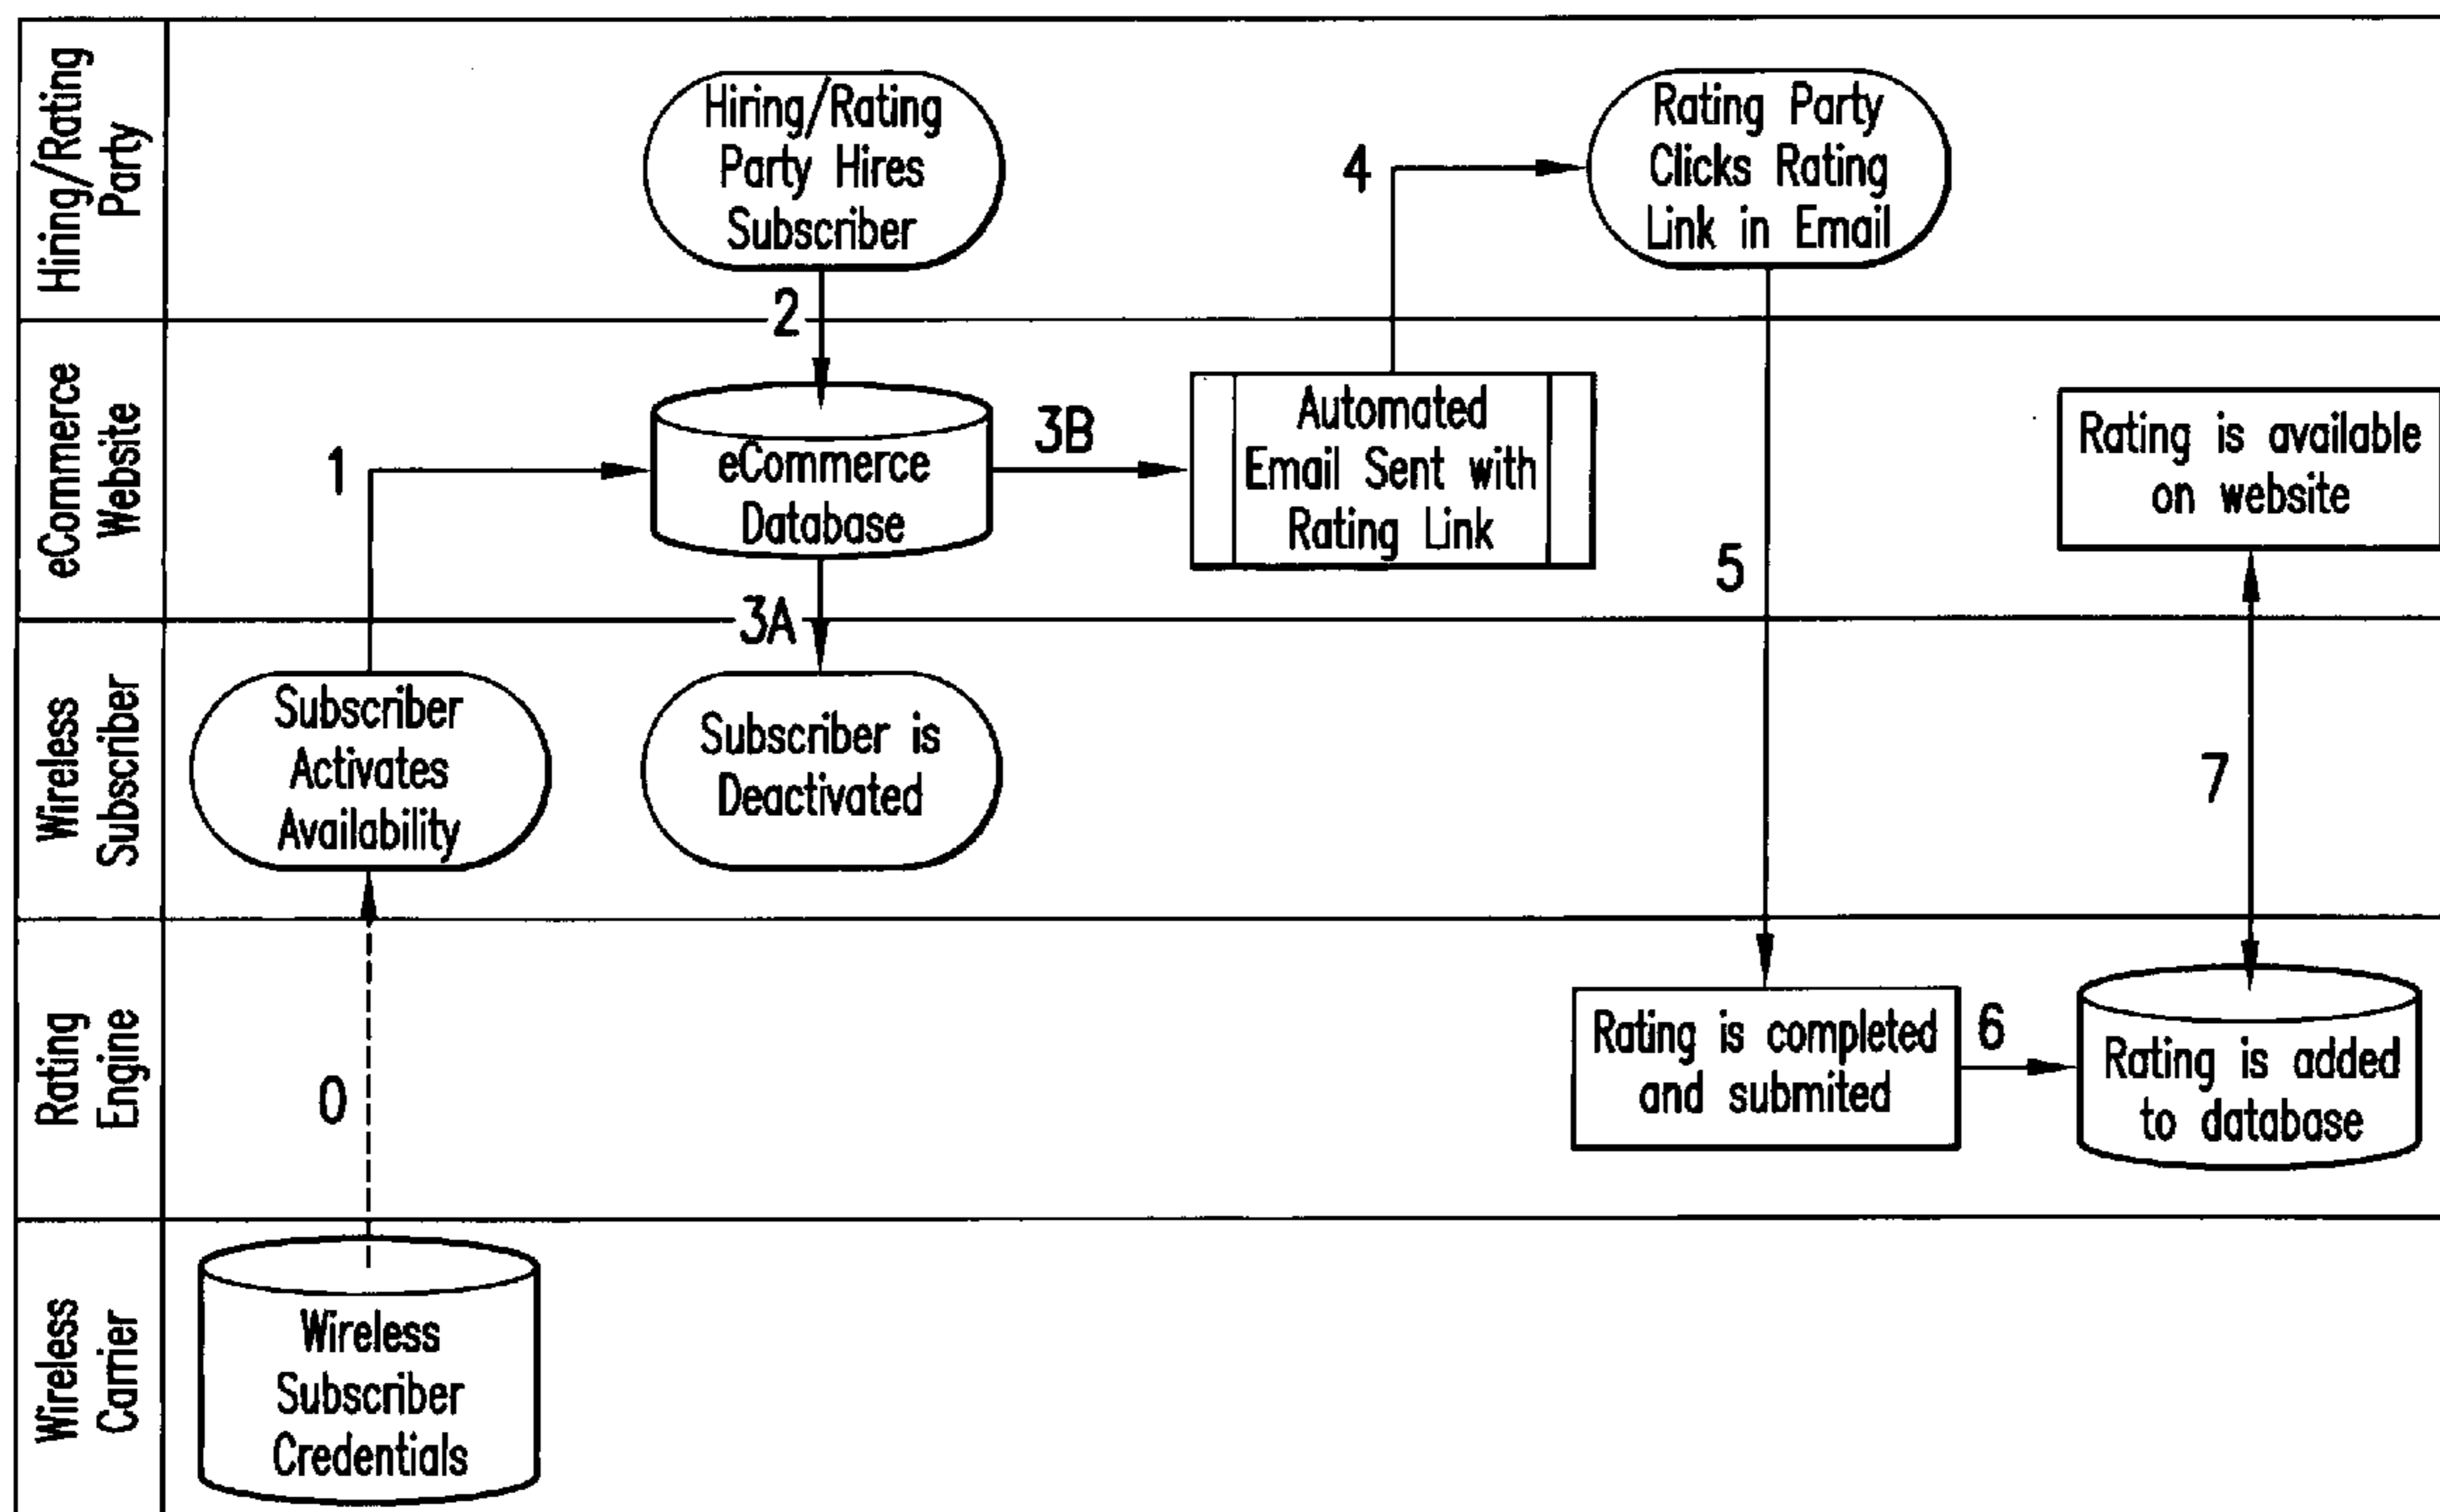 Hiring/Rating
Party
Hiring/Rating
Party Hires
Subscriber
2
4
Rating Party
Clicks Rating
Link in Email
eCommerce
Website
1
eCommerce
Database
3B
Automated
Email Sent with
Rating Link
5
Rating is available
on website
3A
Wireless
Subscriber
Subscriber
Activates
Availability
Subscriber is
Deactivated
7
Rating
Engine
0
Rating is completed
and submited
6
Rating is added
to database
Wireless
Carrier
Wireless
Subscriber
Credentials